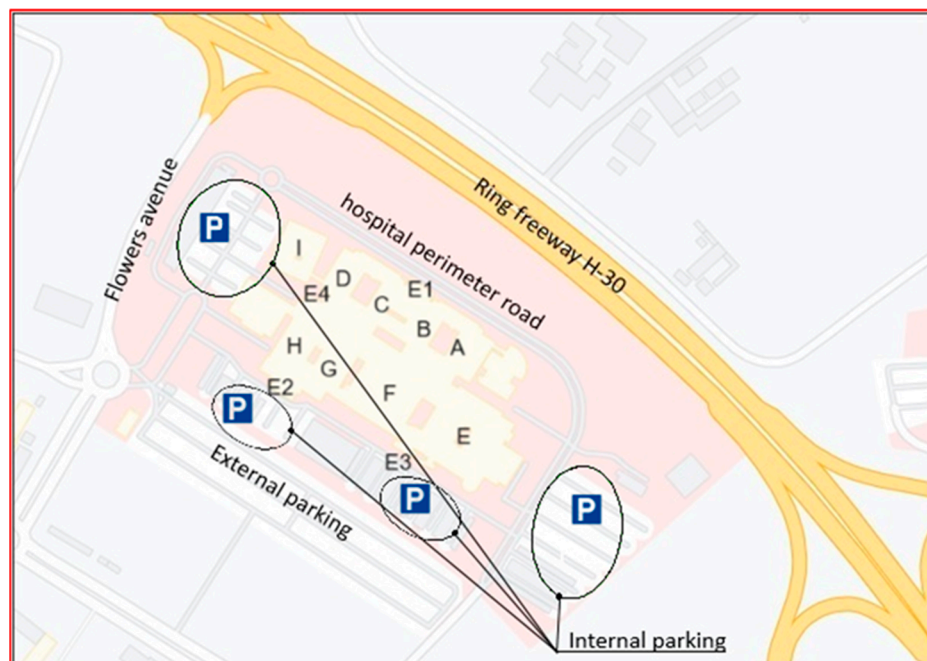 Flowers avenue
Ring freeway H-30
hospital perimeter road
P
I
D
E4
C
E1
B
A
H
G
F
E2
P
E
External parking
E3
P
P
Internal parking